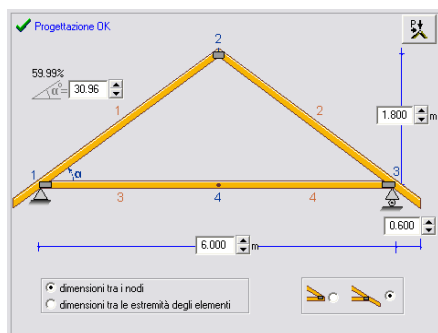 Progettazione OK
P
2
59.99%
α°= 30.96
1
2
1.800 m
1
α
3
3
4
4
0.600
6.000 m
dimensioni tra i nodi
dimensioni tra le estremità degli elementi